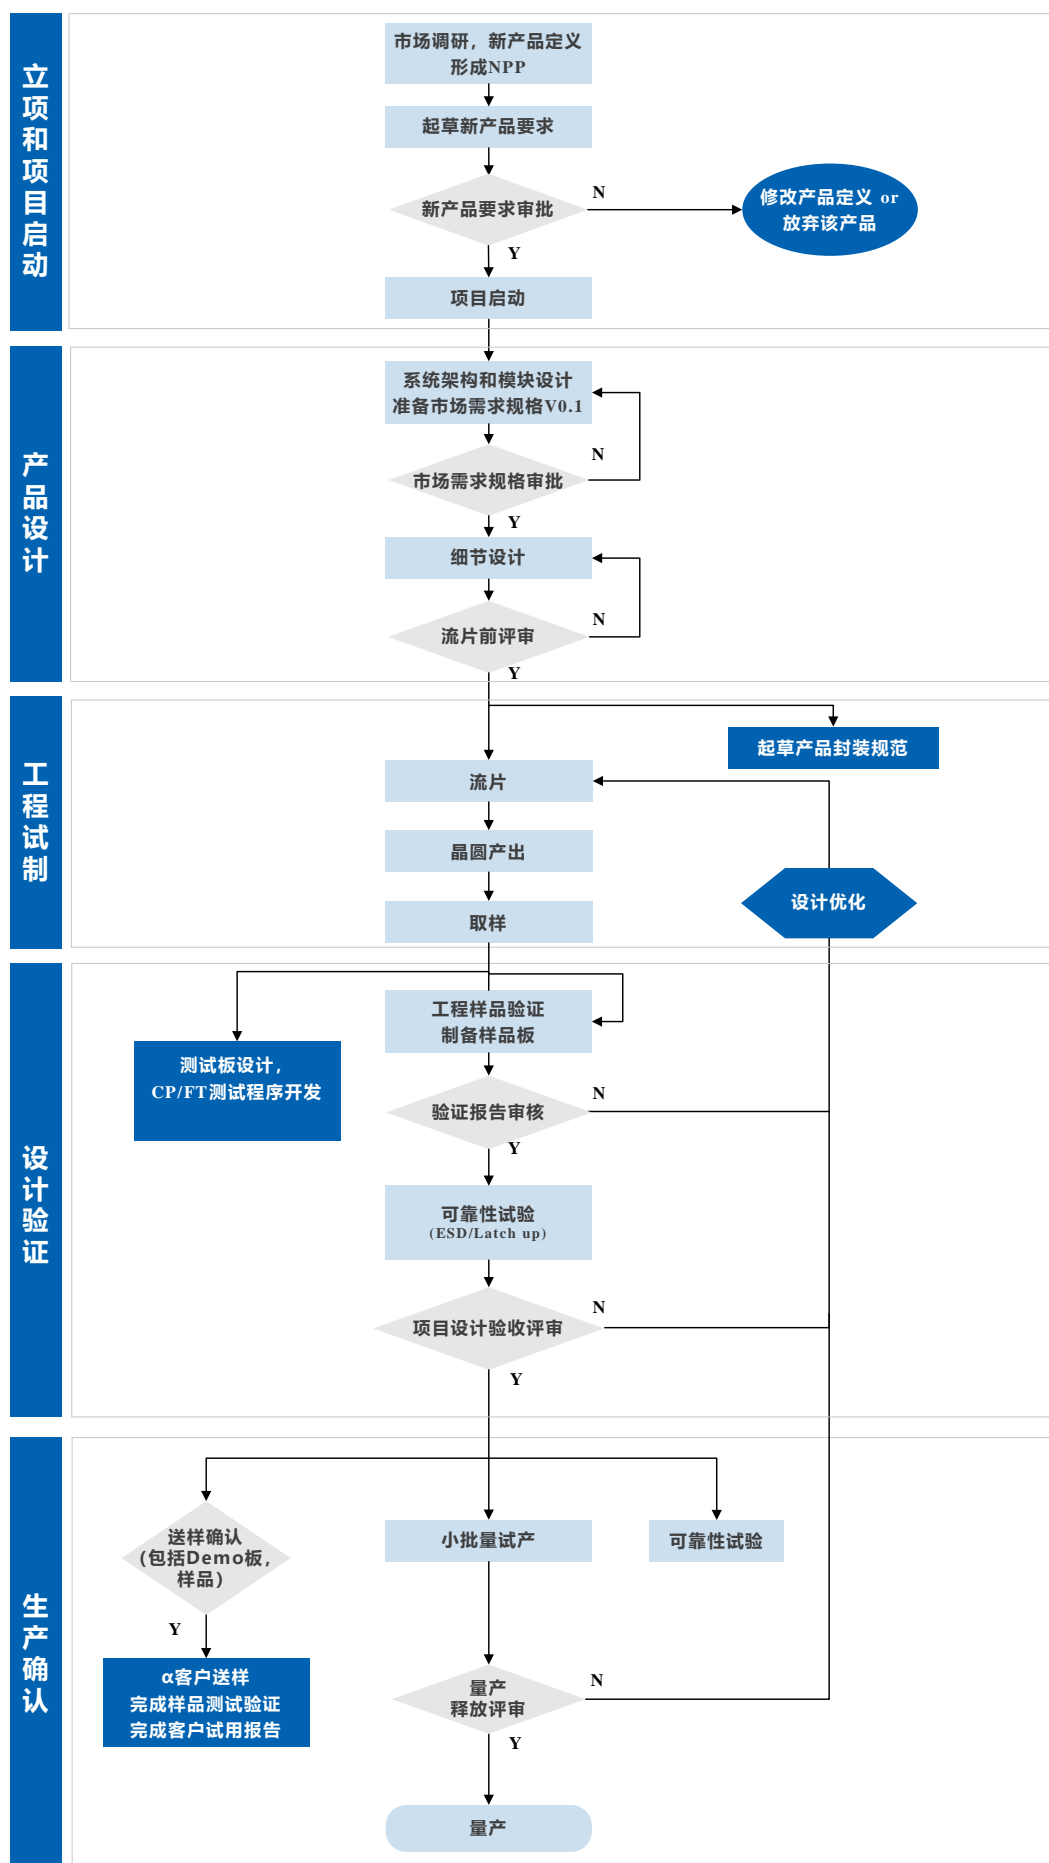 立项和项目启动
市场调研，新产品定义
形成NPP
起草新产品要求
新产品要求审批
N
修改产品定义 or
放弃该产品
Y
项目启动
产品设计
系统架构和模块设计
准备市场需求规格V0.1
N
市场需求规格审批
Y
细节设计
N
流片前评审
Y
工程试制
起草产品封装规范
流片
晶圆产出
设计优化
取样
设计验证
工程样品验证
制备样品板
测试板设计，
CP/FT测试程序开发
N
验证报告审核
Y
可靠性试验
(ESD/Latch up)
N
项目设计验收评审
Y
生产确认
送样确认
（包括Demo板，
样品）
小批量试产
可靠性试验
Y
α客户送样
完成样品测试验证
完成客户试用报告
N
量产
释放评审
Y
量产